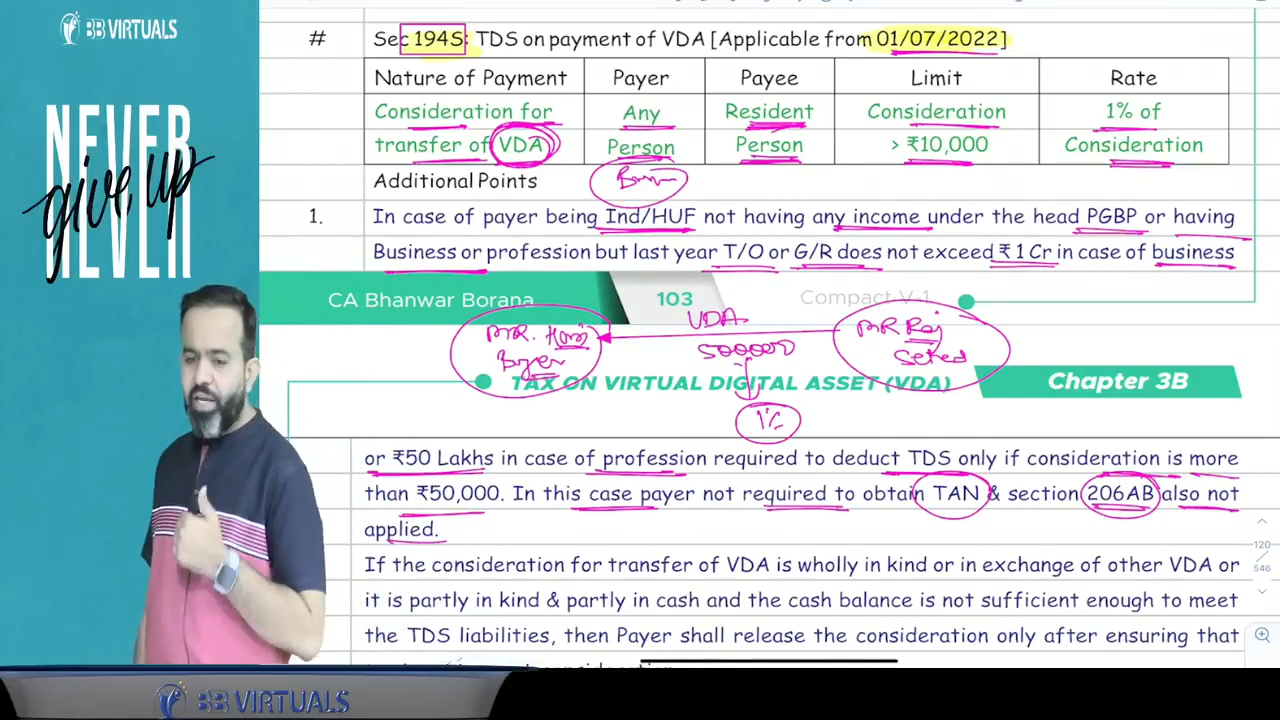 BB VIRTUALS
NEVER
give up
NEVER
# Sec 194S: TDS on payment of VDA [Applicable from 01/07/2022]
Nature of Payment Payer Payee Limit Rate
Consideration for Any Resident Consideration 1% of
transfer of VDA Person Person > ₹10,000 Consideration
Additional Points
1. In case of payer being Ind/HUF not having any income under the head PGBP or having
Business or profession but last year T/O or G/R does not exceed ₹ 1 Cr in case of business
CA Bhanwar Borana 103 Compact V-1
VDA
MR. MR Raj
500000
TAX ON VIRTUAL DIGITAL ASSET (VDA) Chapter 3B
1%
or ₹50 Lakhs in case of profession required to deduct TDS only if consideration is more
than ₹50,000. In this case payer not required to obtain TAN & section 206AB also not
applied.
If the consideration for transfer of VDA is wholly in kind or in exchange of other VDA or
it is partly in kind & partly in cash and the cash balance is not sufficient enough to meet
the TDS liabilities, then Payer shall release the consideration only after ensuring that
120
546
BB VIRTUALS